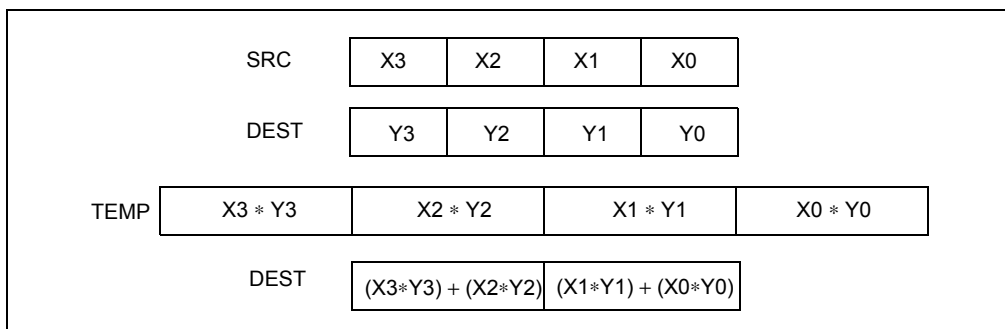 SRC X3 X2 X1 X0
DEST Y3 Y2 Y1 Y0
TEMP X3 * Y3 X2 * Y2 X1 * Y1 X0 * Y0
DEST (X3*Y3) + (X2*Y2) (X1*Y1) + (X0*Y0)